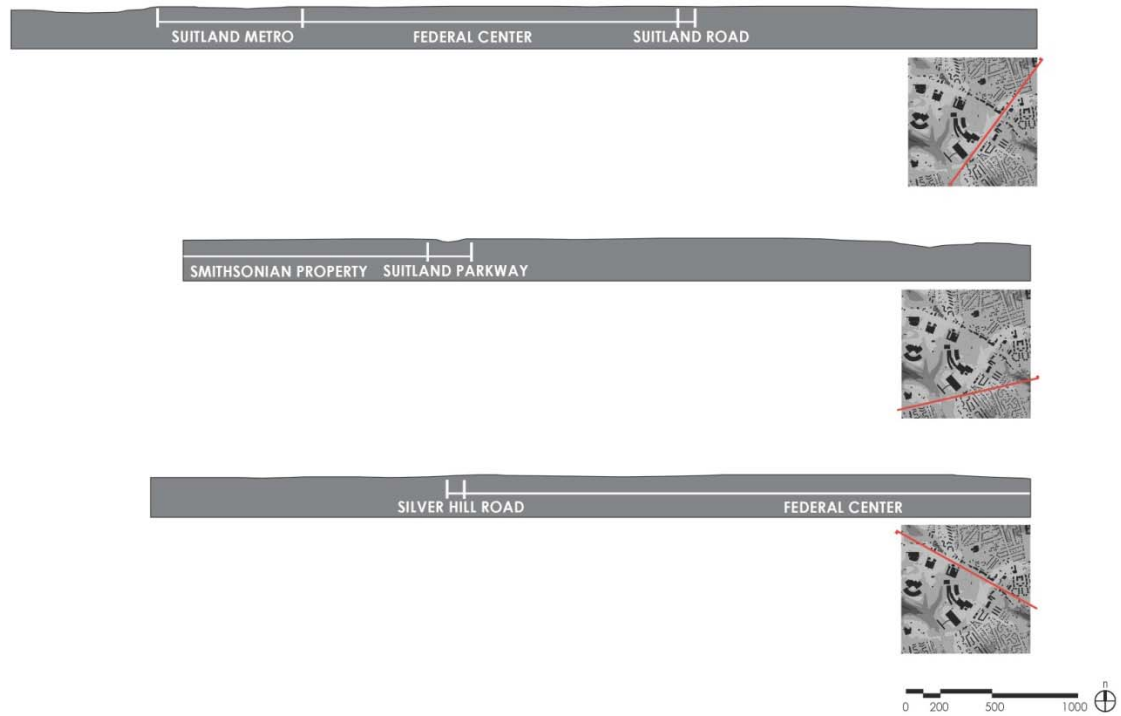 SUITLAND METRO FEDERAL CENTER SUITLAND ROAD
SMITHSONIAN PROPERTY SUITLAND PARKWAY
SILVER HILL ROAD FEDERAL CENTER
n
0 200 500 1000